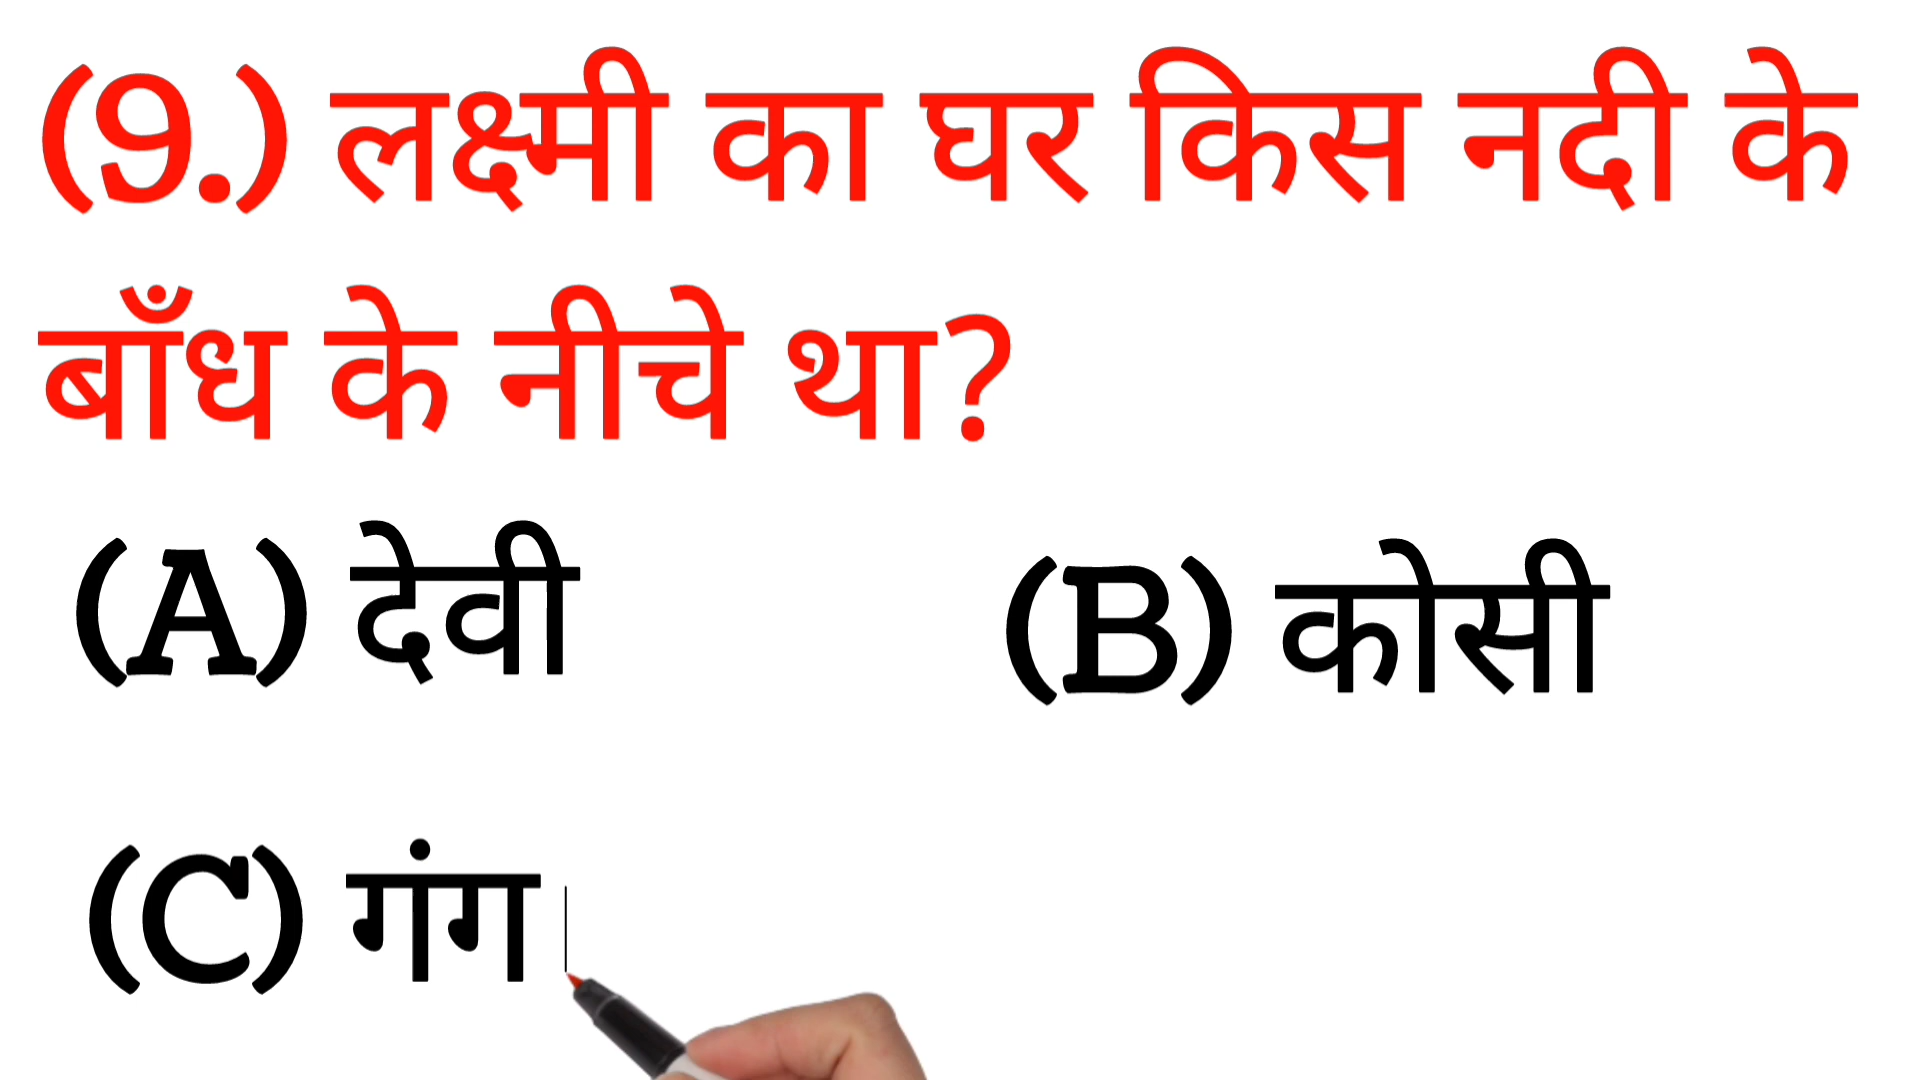 (9.) लक्ष्मी का घर किस नदी के
बाँध के नीचे था?
(A) देवी
(B) कोसी
(C) गंग